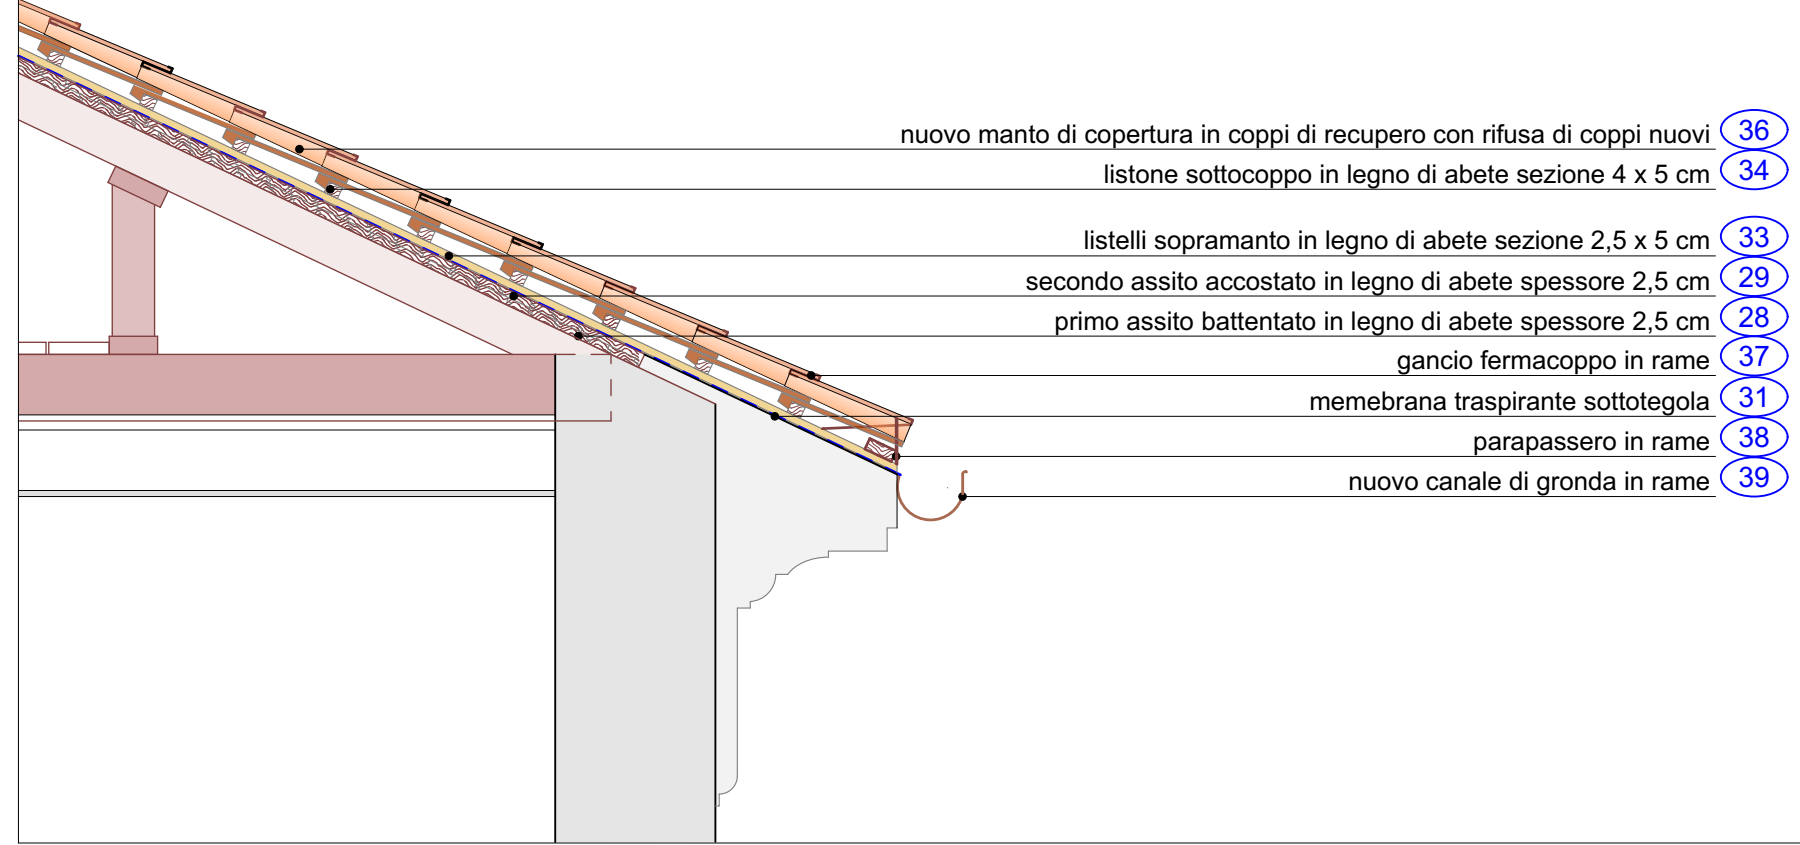 nuovo manto di copertura in coppi di recupero con rifusa di coppi nuovi 36
listone sottocoppo in legno di abete sezione 4 x 5 cm 34
listelli sopramanto in legno di abete sezione 2,5 x 5 cm 33
secondo assito accostato in legno di abete spessore 2,5 cm 29
primo assito battentato in legno di abete spessore 2,5 cm 28
gancio fermacoppo in rame 37
memebrana traspirante sottotegola 31
parapassero in rame 38
nuovo canale di gronda in rame 39